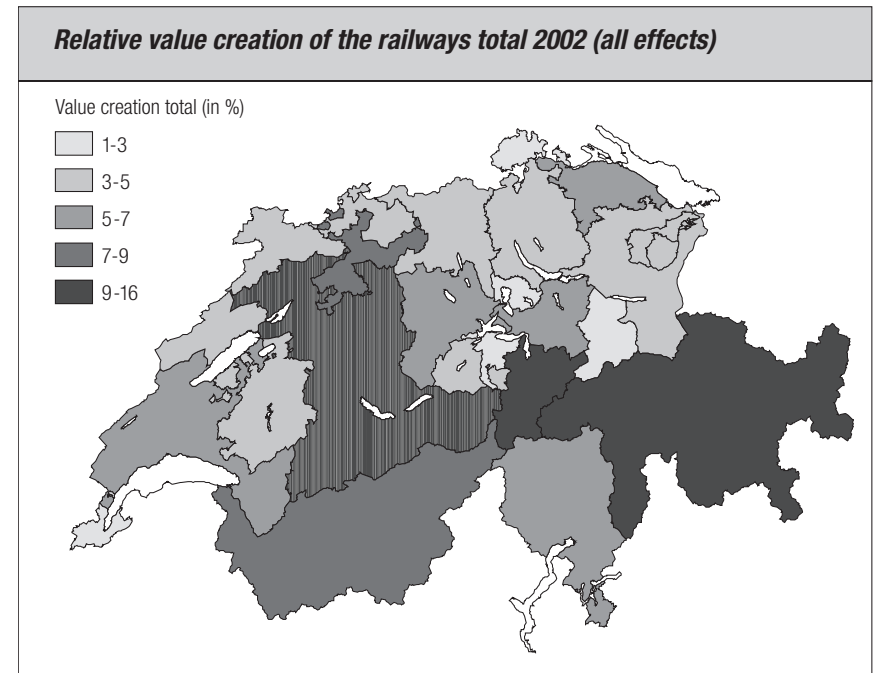 Relative value creation of the railways total 2002 (all effects)
Value creation total (in %)
1-3
3-5
5-7
7-9
9-16